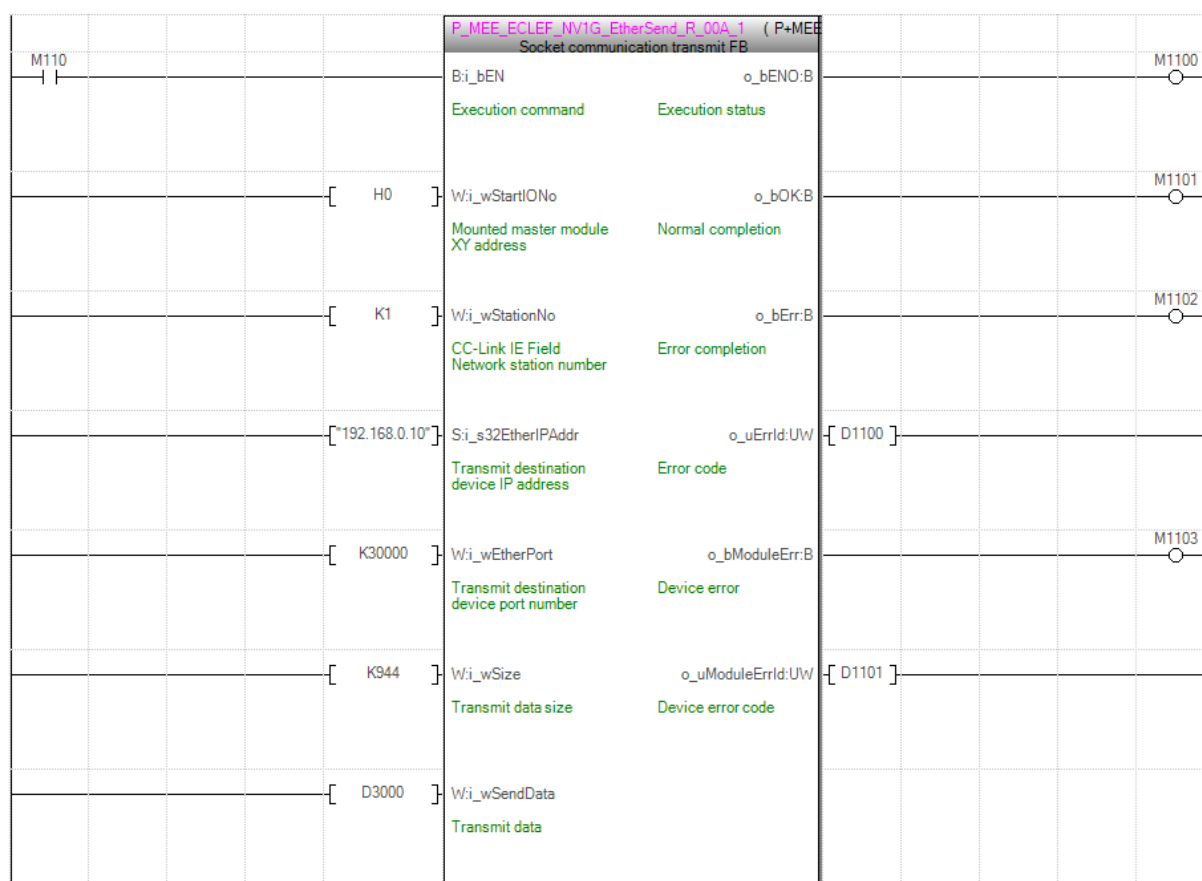 P_MEE_ECLEF_NV1G_EtherSend_R_00A_1 ( P+MEE
Socket communication transmit FB
M110
B:i_bEN
o_bENO:B
M1100
Execution command
Execution status
H0
W:i_wStartIONo
o_bOK:B
M1101
Mounted master module
XY address
Normal completion
K1
W:i_wStationNo
o_bErr:B
M1102
CC-Link IE Field
Network station number
Error completion
"192.168.0.10"
S:i_s32EtherIPAddr
o_uErrId:UW
D1100
Transmit destination
device IP address
Error code
K30000
W:i_wEtherPort
o_bModuleErr:B
M1103
Transmit destination
device port number
Device error
K944
W:i_wSize
o_uModuleErrId:UW
D1101
Transmit data size
Device error code
D3000
W:i_wSendData
Transmit data